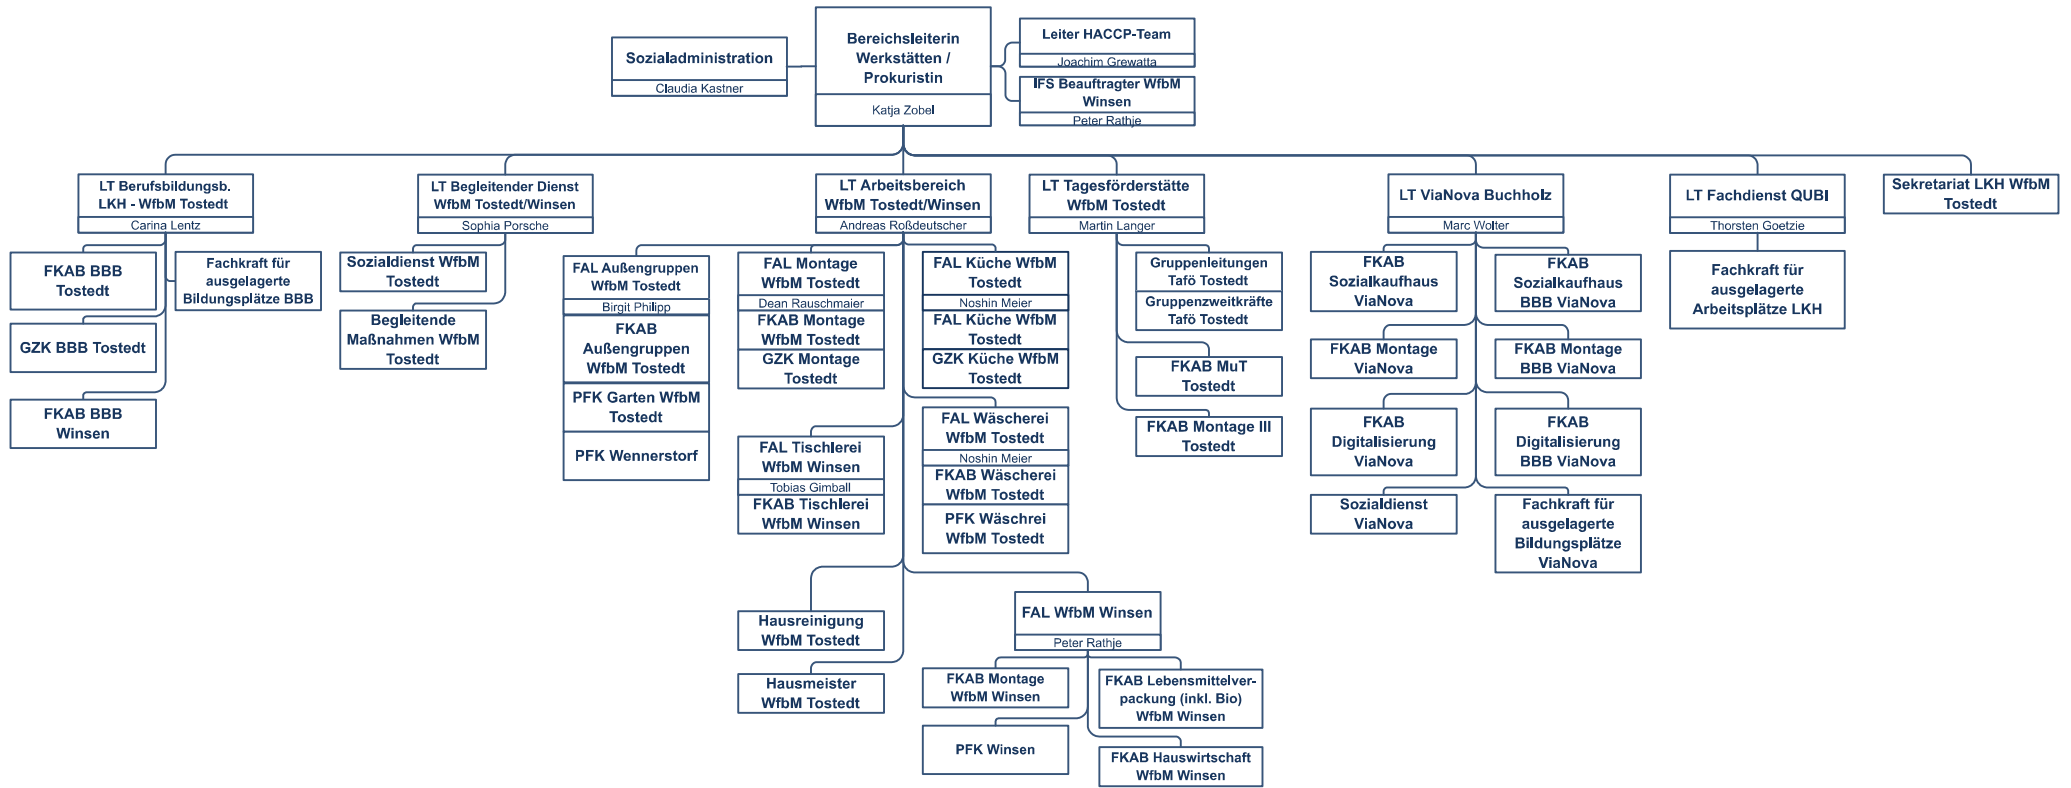 Bereichsleiterin
Werkstätten /
Prokuristin
Katja Zobel
Sozialadministration
Claudia Kastner
Leiter HACCP-Team
Joachim Grewatta
IFS Beauftragter WfbM
Winsen
Peter Rathje
LT Berufsbildungsb.
LKH - WfbM Tostedt
Carina Lentz
FKAB BBB
Tostedt
Fachkraft für
ausgelagerte
Bildungsplätze BBB
GZK BBB Tostedt
FKAB BBB
Winsen
LT Begleitender Dienst
WfbM Tostedt/Winsen
Sophia Porsche
Sozialdienst WfbM
Tostedt
Begleitende
Maßnahmen WfbM
Tostedt
LT Arbeitsbereich
WfbM Tostedt/Winsen
Andreas Roßdeutscher
FAL Außengruppen
WfbM Tostedt
Birgit Philipp
FKAB
Außengruppen
WfbM Tostedt
PFK Garten WfbM
Tostedt
PFK Wennerstorf
FAL Montage
WfbM Tostedt
Dean Rauschmaier
FKAB Montage
WfbM Tostedt
GZK Montage
Tostedt
FAL Küche WfbM
Tostedt
Noshin Meier
FAL Küche WfbM
Tostedt
GZK Küche WfbM
Tostedt
FAL Tischlerei
WfbM Winsen
Tobias Gimball
FKAB Tischlerei
WfbM Winsen
FAL Wäscherei
WfbM Tostedt
Noshin Meier
FKAB Wäscherei
WfbM Tostedt
PFK Wäschrei
WfbM Tostedt
Hausreinigung
WfbM Tostedt
Hausmeister
WfbM Tostedt
FAL WfbM Winsen
Peter Rathje
FKAB Montage
WfbM Winsen
FKAB Lebensmittelver-
packung (inkl. Bio)
WfbM Winsen
PFK Winsen
FKAB Hauswirtschaft
WfbM Winsen
LT Tagesförderstätte
WfbM Tostedt
Martin Langer
Gruppenleitungen
Tafö Tostedt
Gruppenzweitkräfte
Tafö Tostedt
FKAB MuT
Tostedt
FKAB Montage III
Tostedt
LT ViaNova Buchholz
Marc Wolter
FKAB
Sozialkaufhaus
ViaNova
FKAB
Sozialkaufhaus
BBB ViaNova
FKAB Montage
ViaNova
FKAB Montage
BBB ViaNova
FKAB
Digitalisierung
ViaNova
FKAB
Digitalisierung
BBB ViaNova
Sozialdienst
ViaNova
Fachkraft für
ausgelagerte
Bildungsplätze
ViaNova
LT Fachdienst QUBI
Thorsten Goetzie
Fachkraft für
ausgelagerte
Arbeitsplätze LKH
Sekretariat LKH WfbM
Tostedt